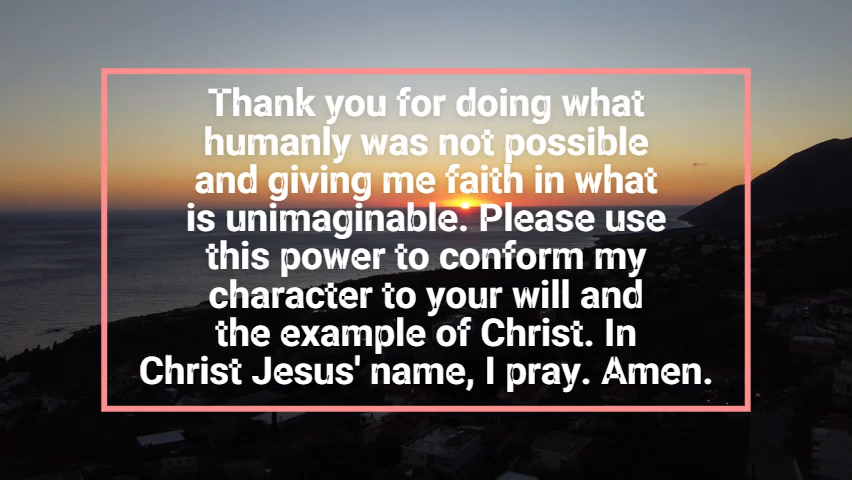 Thank you for doing what
humanly was not possible
and giving me faith in what
is unimaginable. Please use
this power to conform my
character to your will and
the example of Christ. In
Christ Jesus' name, I pray. Amen.